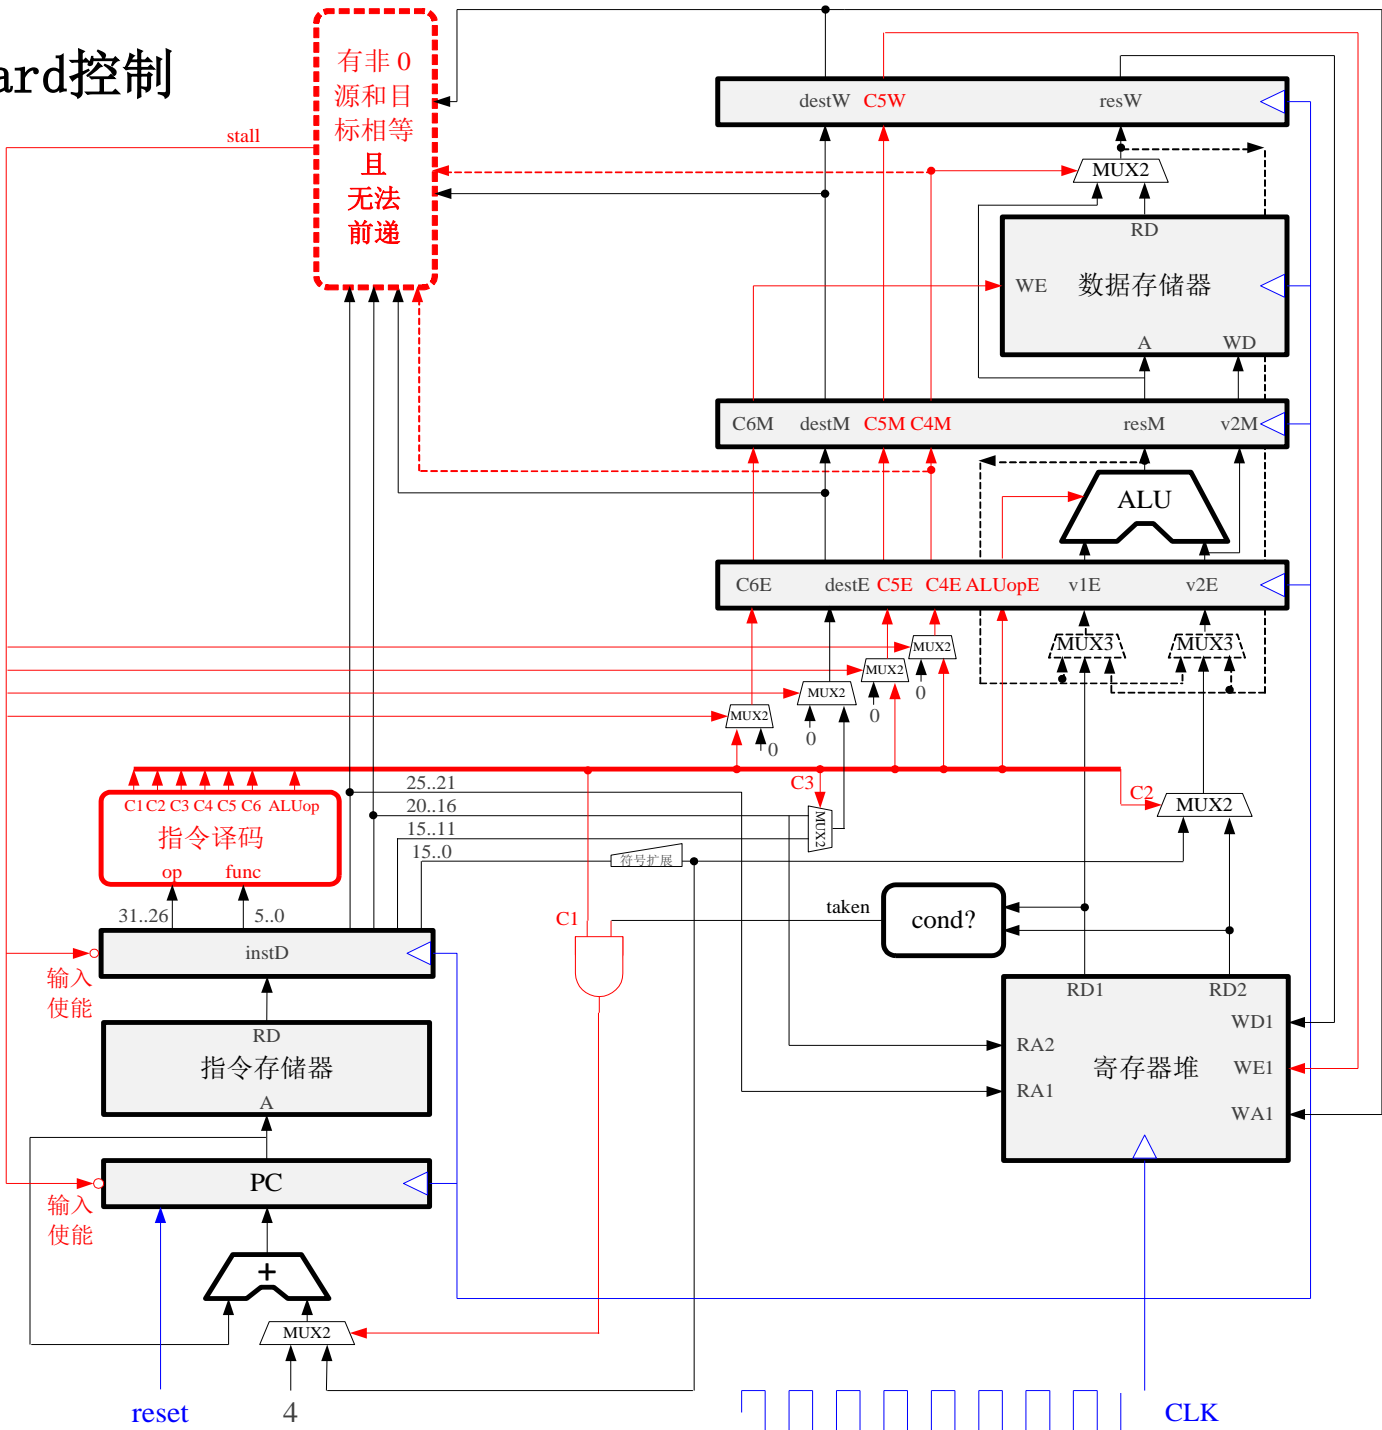 ard控制
有非 0
源和目
标相等
且
无法
前递
stall
destW C5W resW
MUX2
RD
WE 数据存储器
A WD
C6M destM C5M C4M resM v2M
ALU
C6E destE C5E C4E ALUopE v1E v2E
MUX2 MUX3 MUX3
MUX2
MUX2 0
MUX2 0
0 0
C3
C1 C2 C3 C4 C5 C6 ALUop
25..21
20..16
15..11
15..0
MUX2
C2 MUX2
指令译码
符号扩展
op func
31..26 5..0
C1 taken cond?
instD
输入
使能
RD1 RD2
WD1
RD
指令存储器
A
RA2
寄存器堆 WE1
RA1
WA1
PC
输入
使能
+
MUX2
reset 4 CLK